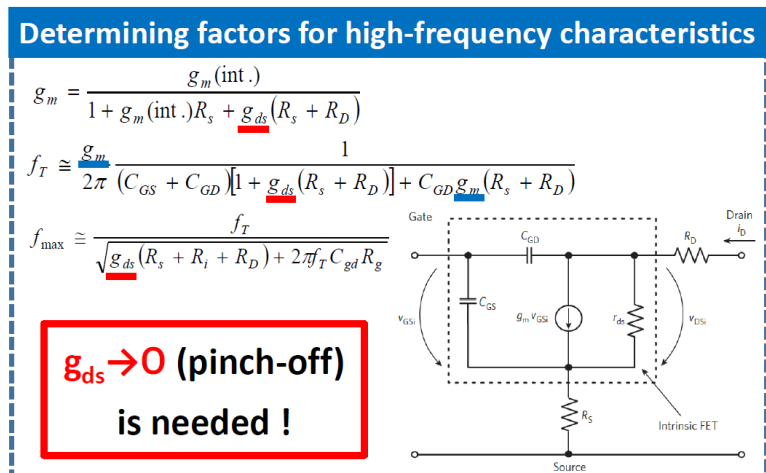 Determining factors for high-frequency characteristics
g_m = g_m(int.) / (1 + g_m(int.)R_s + g_ds(R_s + R_D))
f_T ≅ g_m / 2π · 1 / ((C_GS + C_GD)[1 + g_ds(R_s + R_D)] + C_GD g_m(R_s + R_D))
f_max ≅ f_T / √(g_ds(R_s + R_i + R_D) + 2πf_T C_gd R_g)
g_ds→O (pinch-off)
is needed !
Gate
Drain
i_D
C_GD
R_D
C_GS
v_GSi
g_m v_GSi
r_ds
v_DSi
R_S
Intrinsic FET
Source